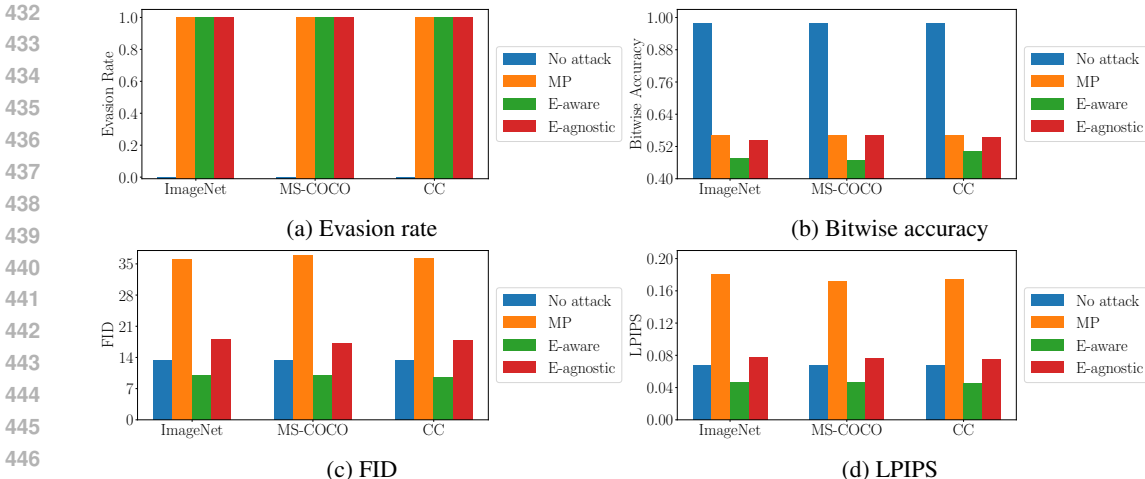 432
433
434
435
436
437
438
439
440
441
442
443
444
445
446
1.0
0.8
0.6
0.4
0.2
0.0
Evasion Rate
ImageNet MS-COCO CC
No attack
MP
E-aware
E-agnostic
(a) Evasion rate
1.00
0.88
0.76
0.64
0.52
0.40
Bitwise Accuracy
ImageNet MS-COCO CC
No attack
MP
E-aware
E-agnostic
(b) Bitwise accuracy
35
28
21
14
7
0
FID
ImageNet MS-COCO CC
No attack
MP
E-aware
E-agnostic
(c) FID
0.20
0.16
0.12
0.08
0.04
0.00
LPIPS
ImageNet MS-COCO CC
No attack
MP
E-aware
E-agnostic
(d) LPIPS